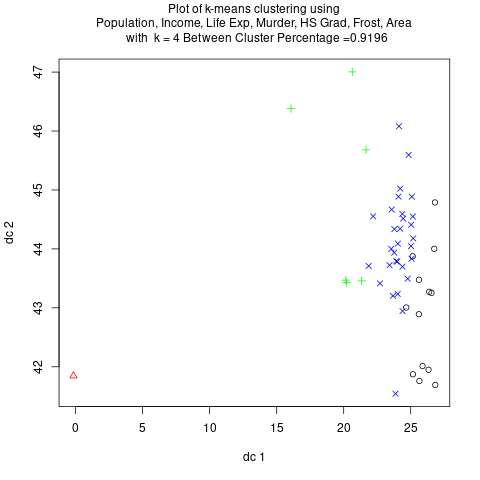 Plot of k-means clustering using
Population, Income, Life Exp, Murder, HS Grad, Frost, Area
with  k = 4 Between Cluster Percentage =0.9196
47
46
45
44
43
42
dc 2
0 5 10 15 20 25
dc 1